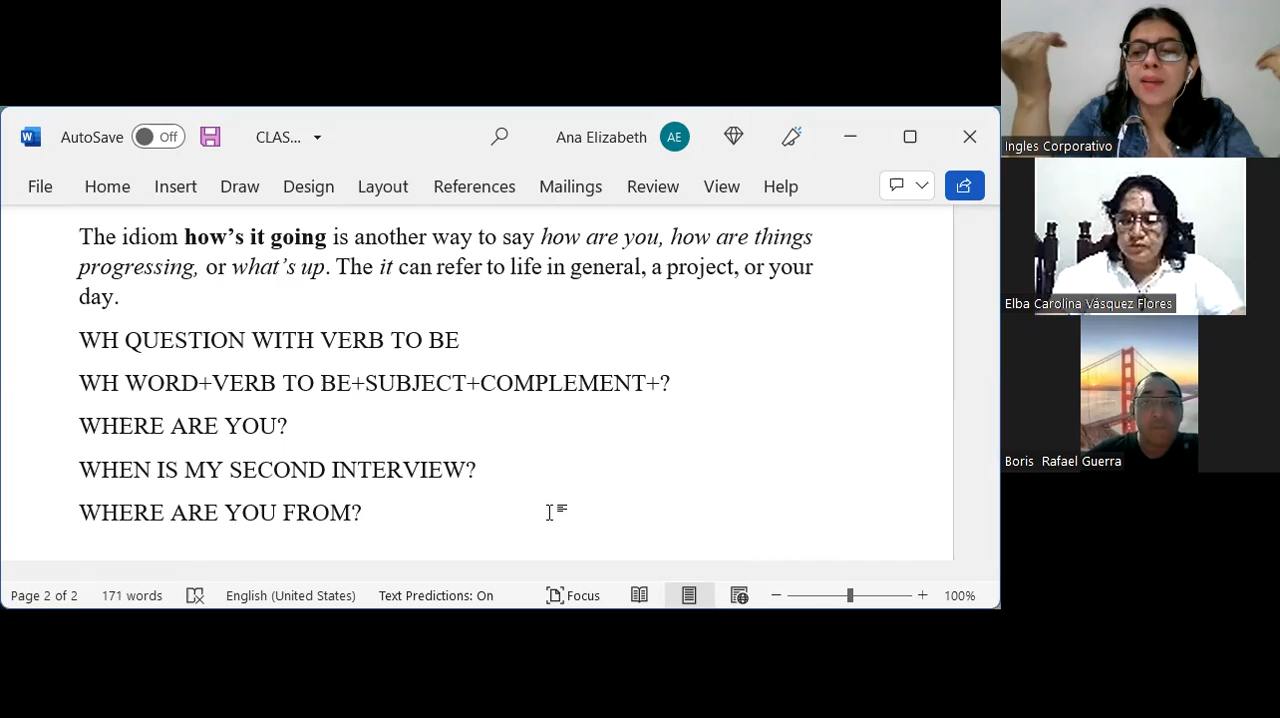 AutoSave Off CLAS... Ana Elizabeth AE
File Home Insert Draw Design Layout References Mailings Review View Help
The idiom how's it going is another way to say how are you, how are things
progressing, or what's up. The it can refer to life in general, a project, or your
day.
WH QUESTION WITH VERB TO BE
WH WORD+VERB TO BE+SUBJECT+COMPLEMENT+?
WHERE ARE YOU?
WHEN IS MY SECOND INTERVIEW?
WHERE ARE YOU FROM?
Page 2 of 2 171 words English (United States) Text Predictions: On Focus 100%
Ingles Corporativo
Elba Carolina Vásquez Flores
Boris Rafael Guerra